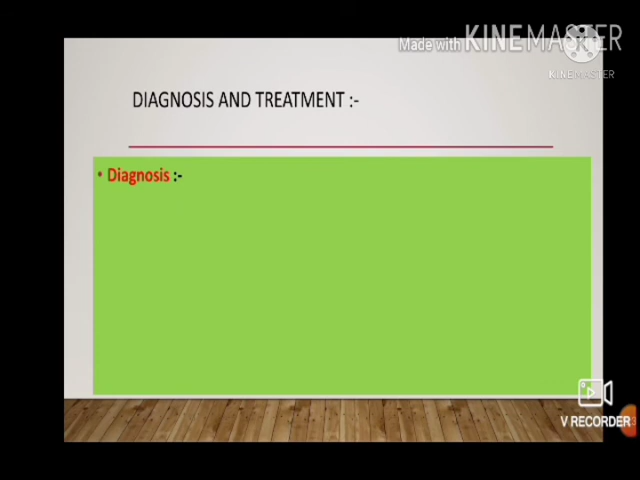 Made with KINEMASTER
KINEMASTER
DIAGNOSIS AND TREATMENT :-
• Diagnosis :-
V RECORDER